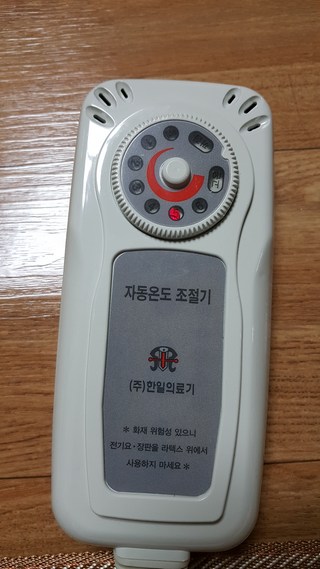 자동온도 조절기
(주)한일의료기
※ 화재 위험성 있으니
전기요·장판을 라텍스 위에서
사용하지 마세요 ※